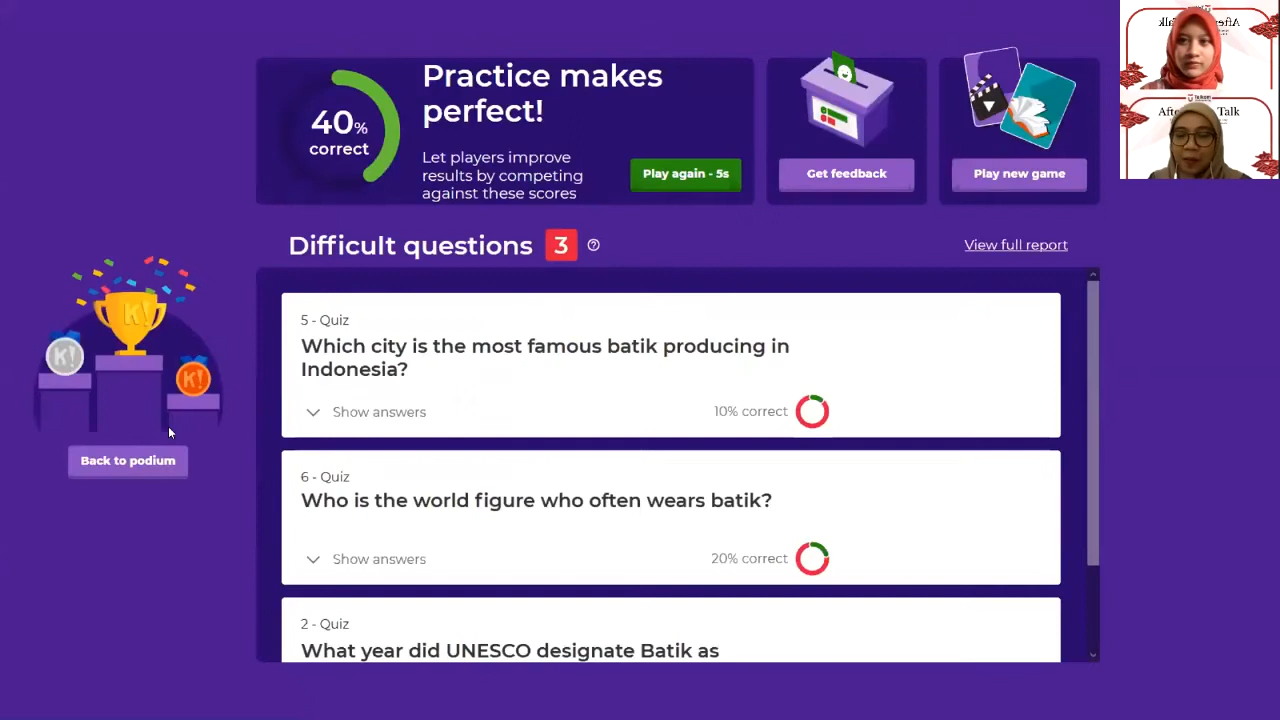 40%
correct
Practice makes
perfect!
Let players improve
results by competing
against these scores
Play again - 5s
Get feedback
Play new game
Difficult questions 3
View full report
5 - Quiz
Which city is the most famous batik producing in
Indonesia?
Show answers
10% correct
6 - Quiz
Who is the world figure who often wears batik?
Show answers
20% correct
2 - Quiz
What year did UNESCO designate Batik as
K!
K!
K!
Back to podium
Talk